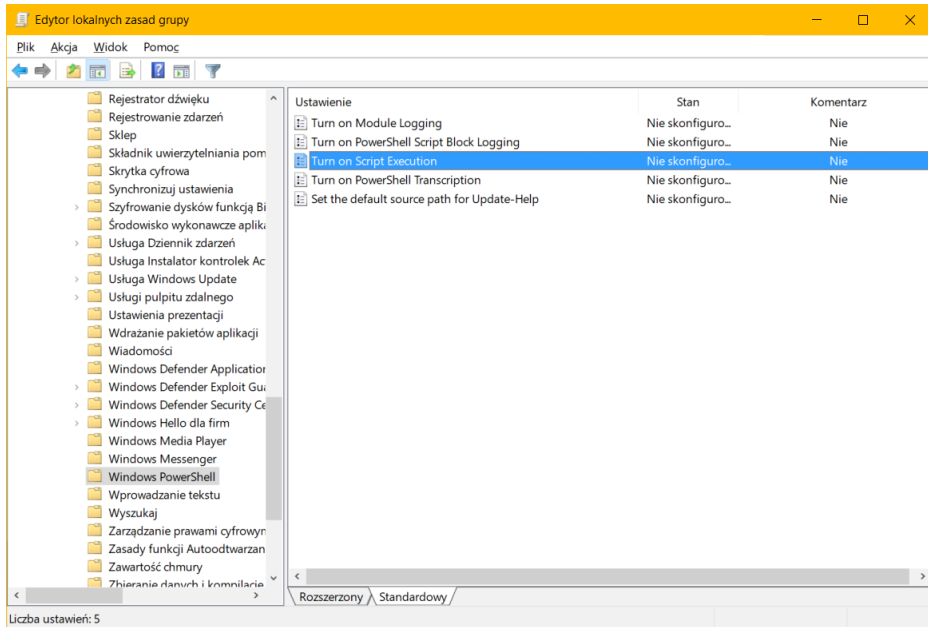 Edytor lokalnych zasad grupy
Plik Akcja Widok Pomoc
Rejestrator dźwięku
Rejestrowanie zdarzeń
Sklep
Składnik uwierzytelniania pom
Skrytka cyfrowa
Synchronizuj ustawienia
Szyfrowanie dysków funkcją Bi
Środowisko wykonawcze aplika
Usługa Dziennik zdarzeń
Usługa Instalator kontrolek Ac
Usługa Windows Update
Usługi pulpitu zdalnego
Ustawienia prezentacji
Wdrażanie pakietów aplikacji
Wiadomości
Windows Defender Application
Windows Defender Exploit Gua
Windows Defender Security Ce
Windows Hello dla firm
Windows Media Player
Windows Messenger
Windows PowerShell
Wprowadzanie tekstu
Wyszukaj
Zarządzanie prawami cyfrowyn
Zasady funkcji Autoodtwarzan
Zawartość chmury
Zbieranie danych i kompilacje
Ustawienie Stan Komentarz
Turn on Module Logging Nie skonfiguro... Nie
Turn on PowerShell Script Block Logging Nie skonfiguro... Nie
Turn on Script Execution Nie skonfiguro... Nie
Turn on PowerShell Transcription Nie skonfiguro... Nie
Set the default source path for Update-Help Nie skonfiguro... Nie
Rozszerzony Standardowy
Liczba ustawień: 5